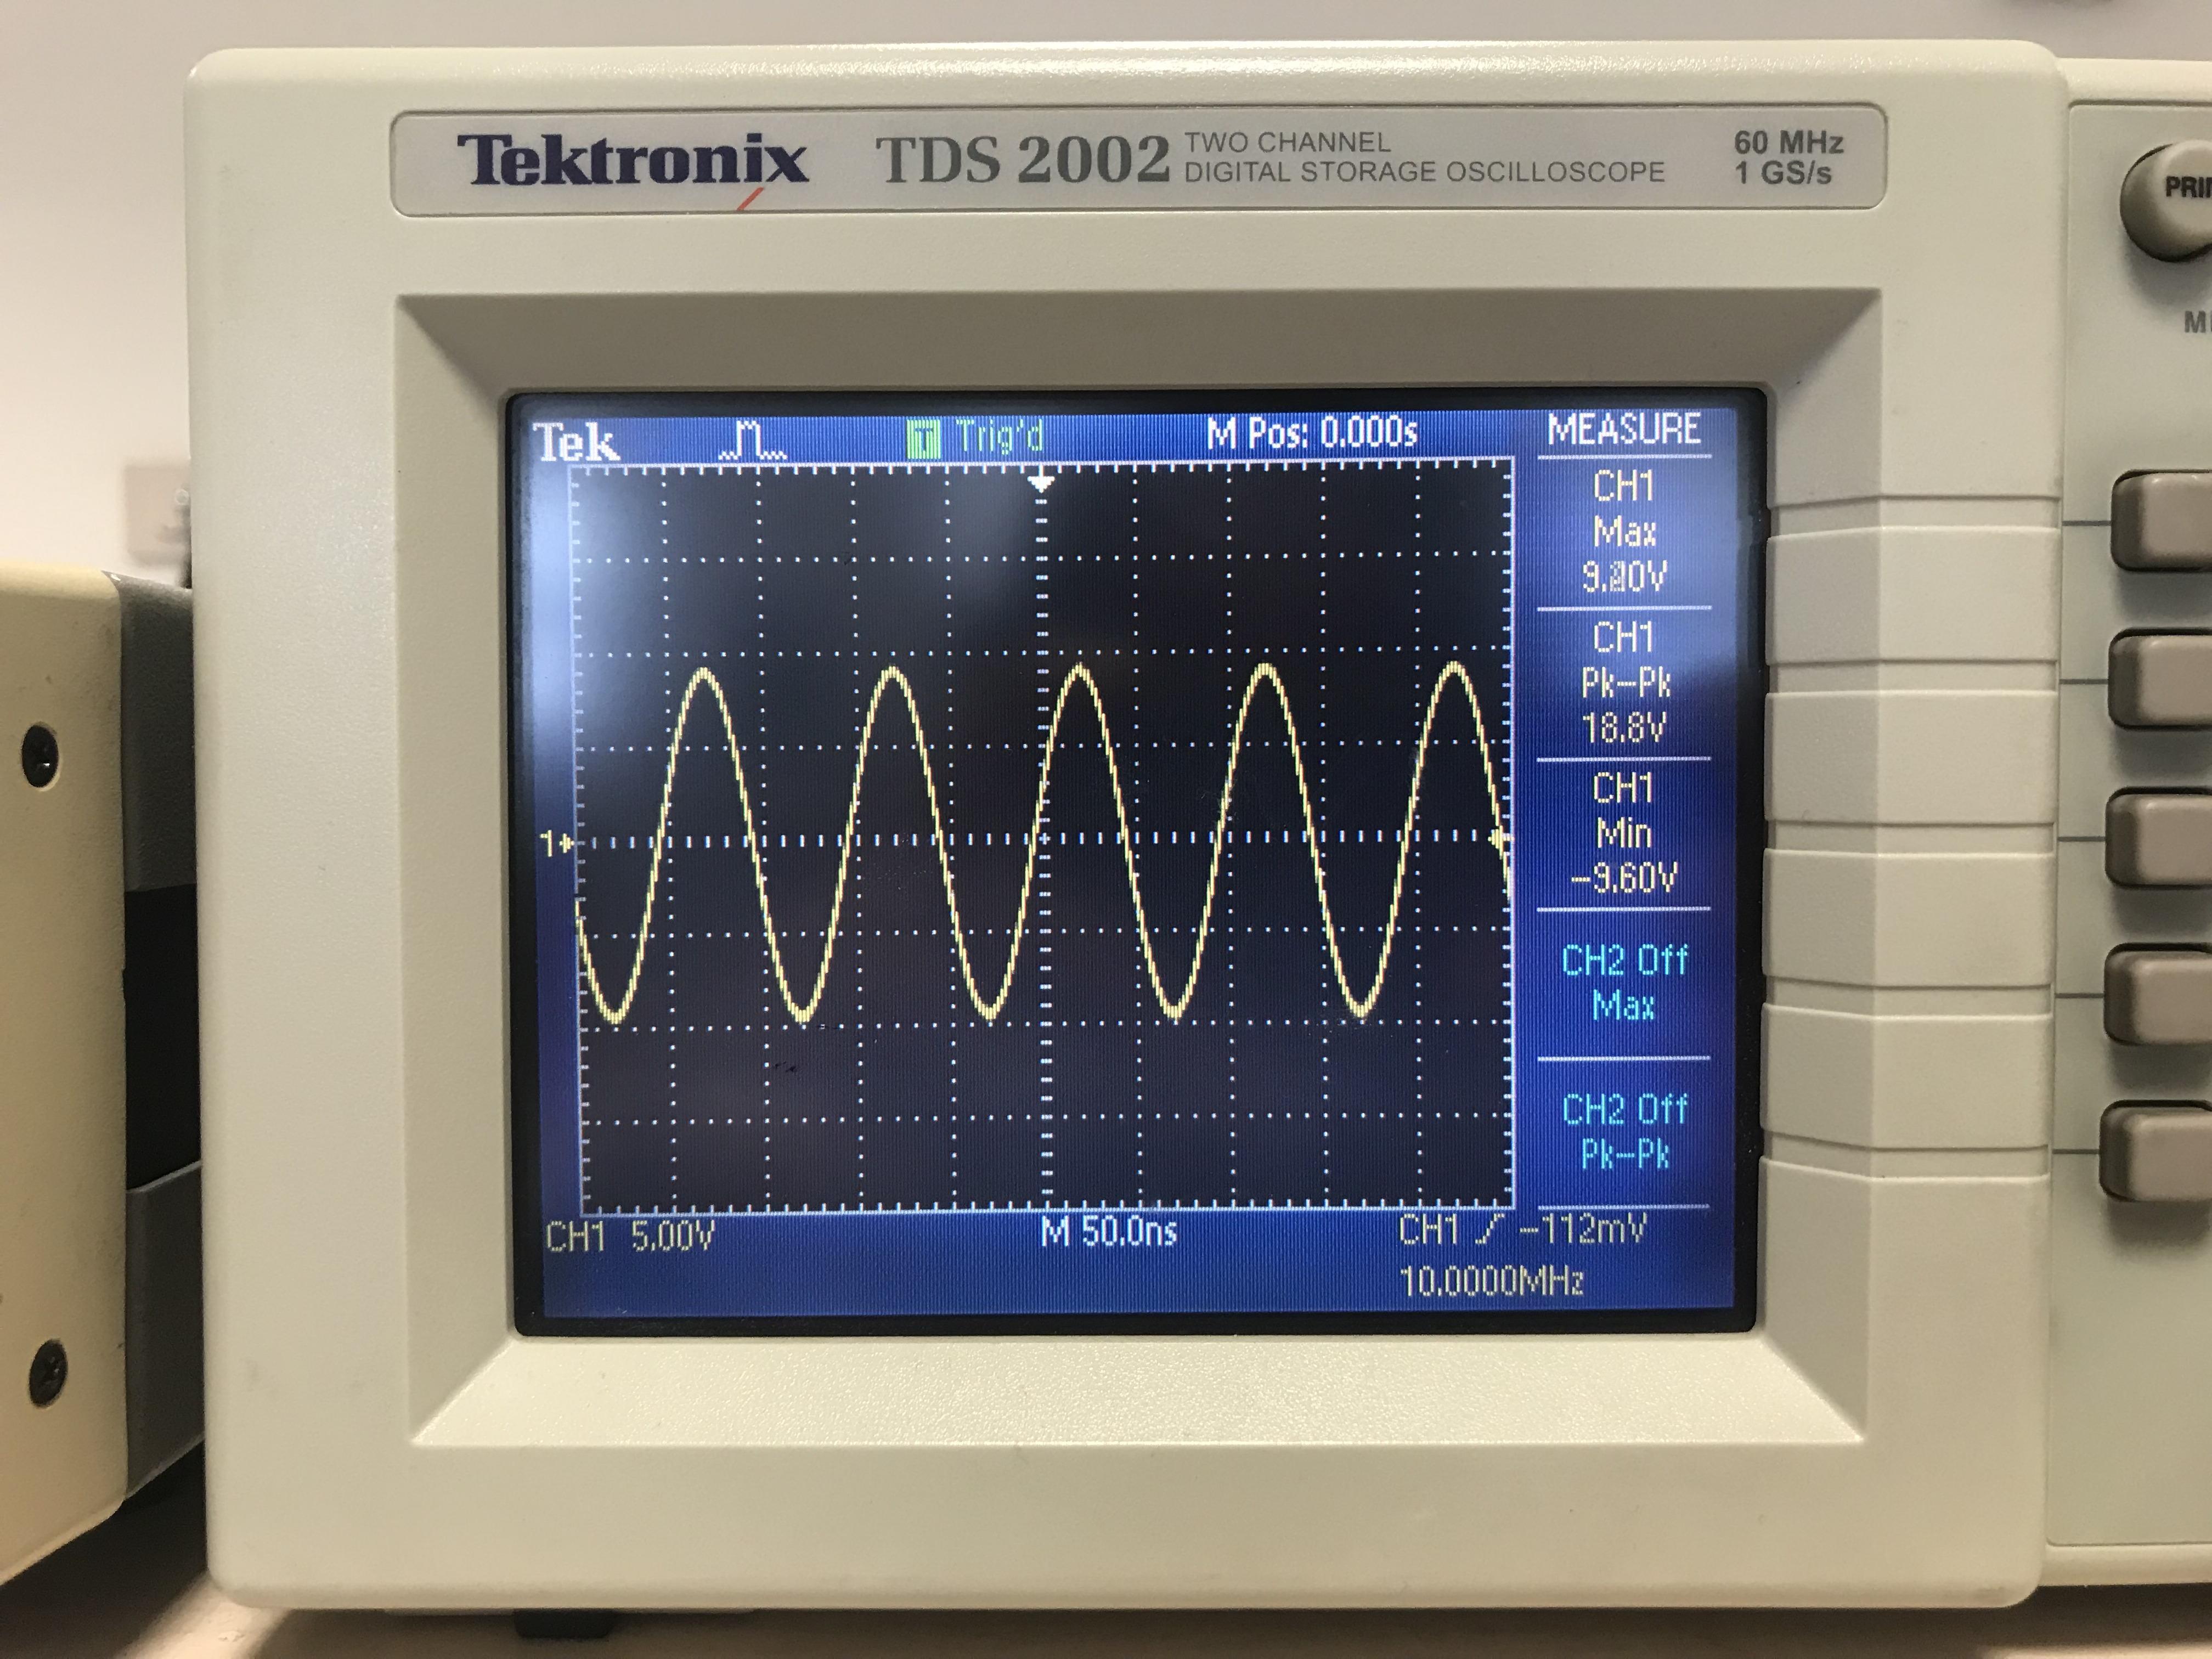 Tektronix TDS 2002 TWO CHANNEL DIGITAL STORAGE OSCILLOSCOPE 60 MHz 1 GS/s
Tek T Trig'd M Pos: 0.000s
MEASURE
CH1
Max
CH1
Pk-Pk
18.8V
CH1
Min
-9.60V
CH2 Off
Max
CH2 Off
Pk-Pk
1
CH1 5.00V M 50.0ns CH1 -112mV
10.0000MHz